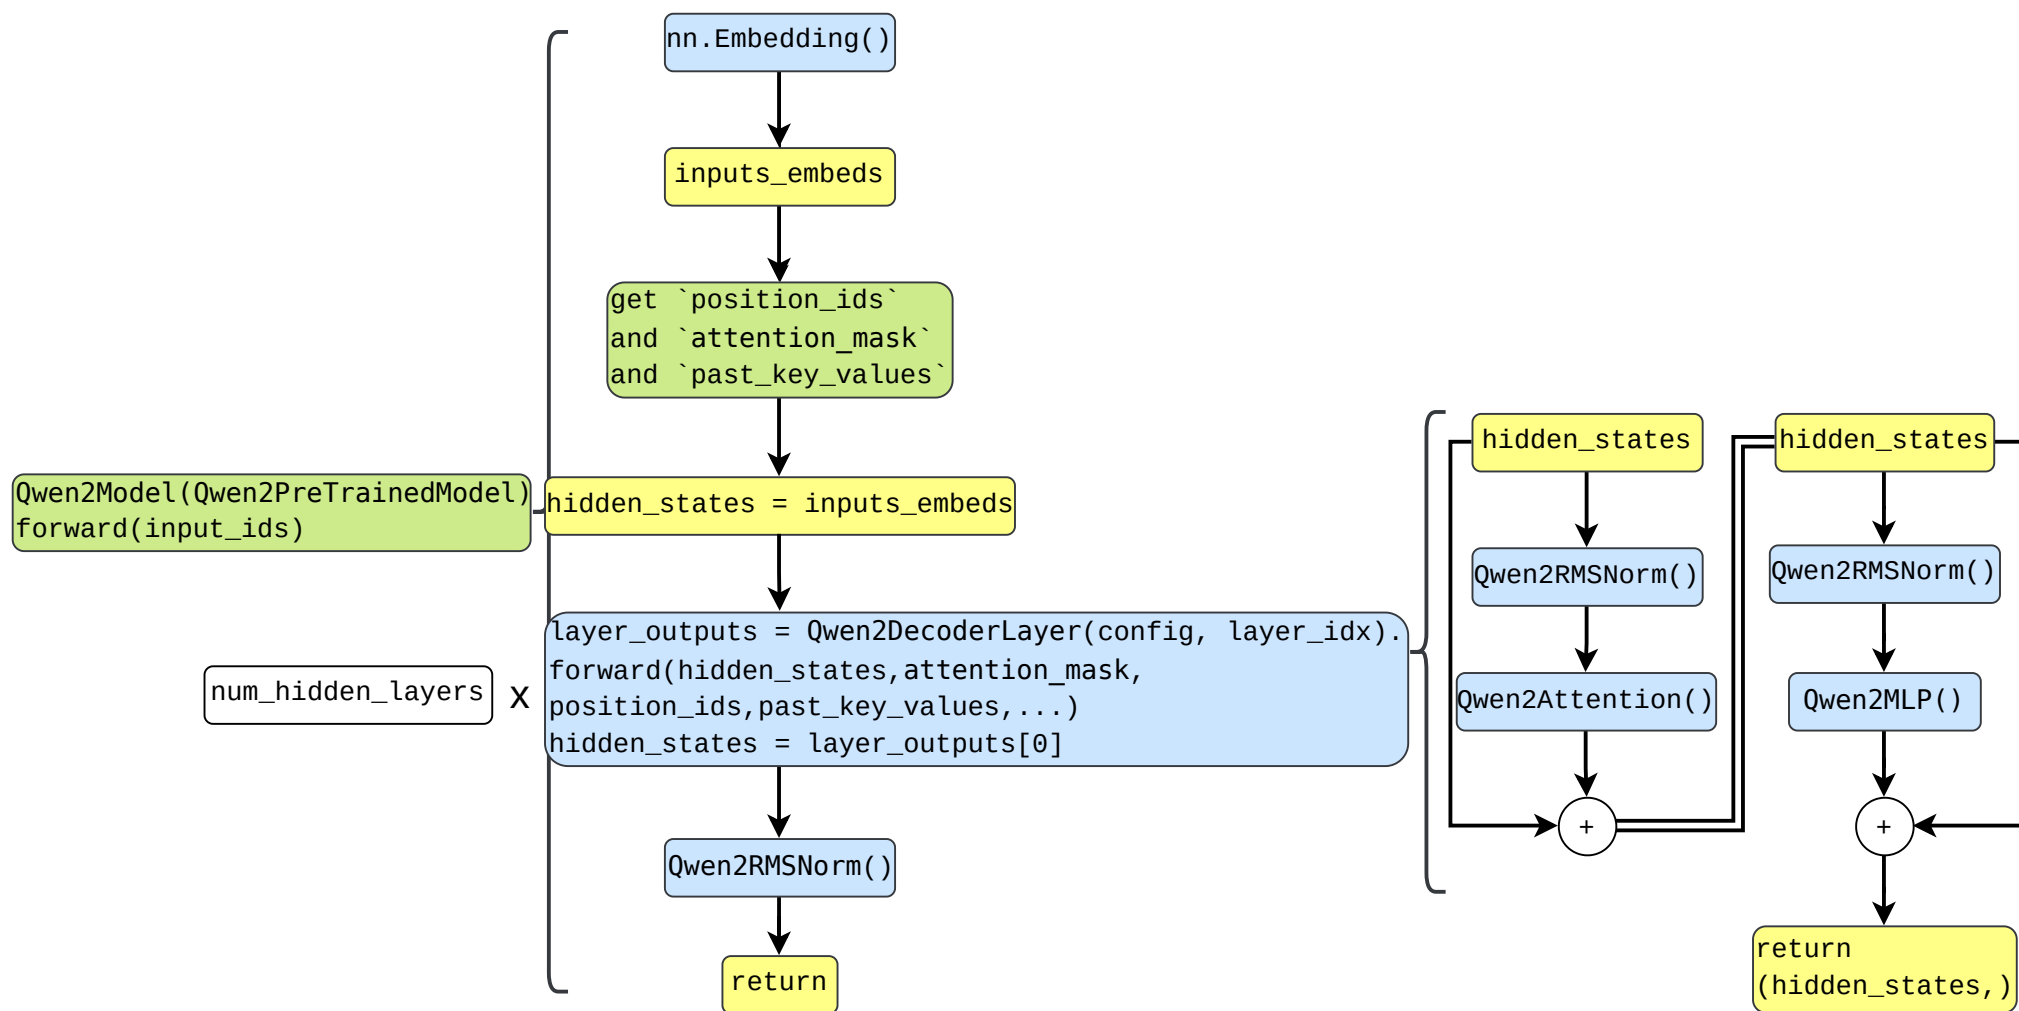 nn.Embedding()
inputs_embeds
get `position_ids`
and `attention_mask`
and `past_key_values`
Qwen2Model(Qwen2PreTrainedModel)
forward(input_ids)
hidden_states = inputs_embeds
num_hidden_layers
x
layer_outputs = Qwen2DecoderLayer(config, layer_idx).
forward(hidden_states,attention_mask,
position_ids,past_key_values,...)
hidden_states = layer_outputs[0]
Qwen2RMSNorm()
return
hidden_states
Qwen2RMSNorm()
Qwen2Attention()
+
hidden_states
Qwen2RMSNorm()
Qwen2MLP()
+
return
(hidden_states,)